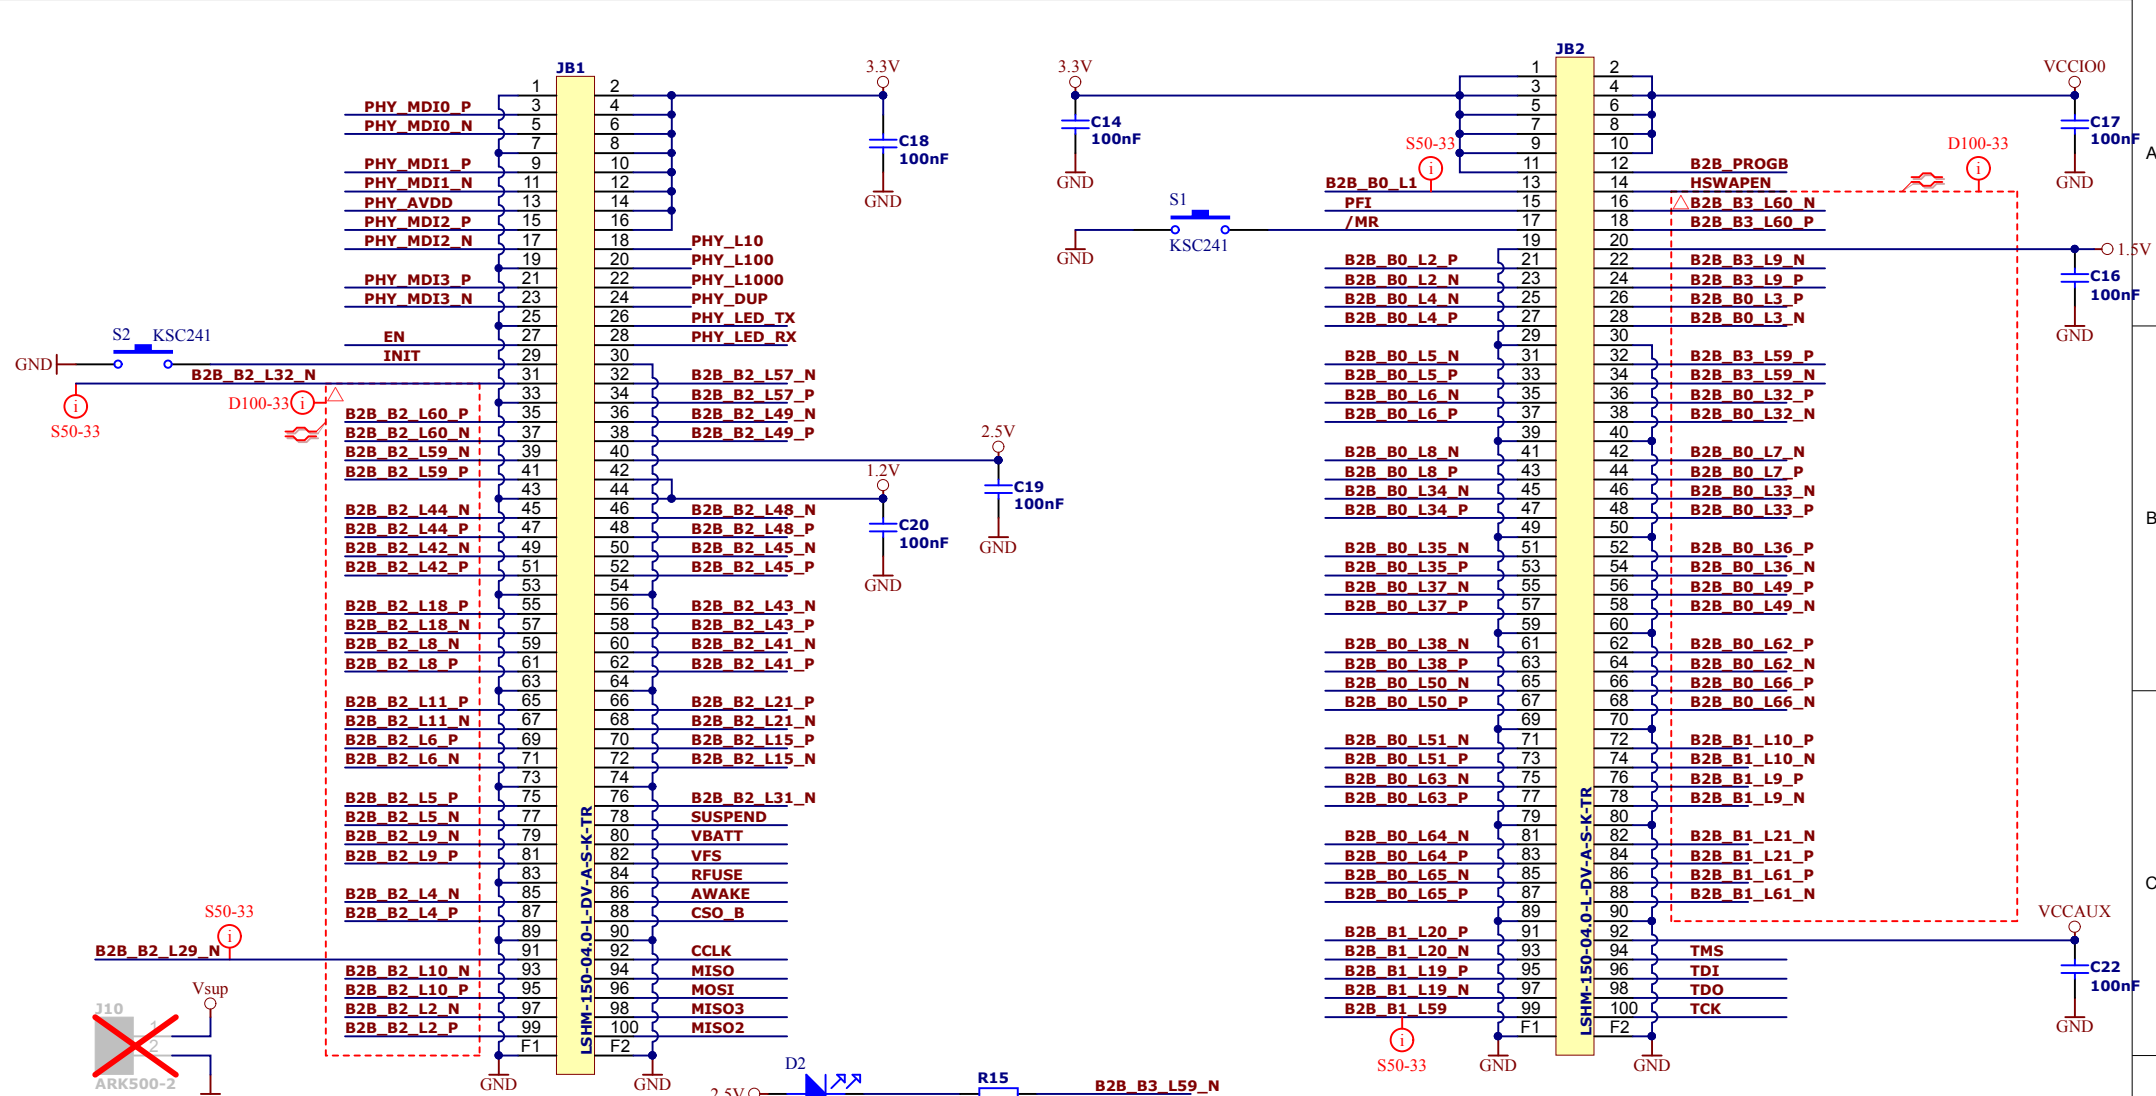 JB1
1 2
PHY_MDI0_P 3 4
PHY_MDI0_N 5 6
7 8
PHY_MDI1_P 9 10
PHY_MDI1_N 11 12
PHY_AVDD 13 14
PHY_MDI2_P 15 16
PHY_MDI2_N 17 18 PHY_L10
19 20 PHY_L100
PHY_MDI3_P 21 22 PHY_L1000
PHY_MDI3_N 23 24 PHY_DUP
25 26 PHY_LED_TX
EN 27 28 PHY_LED_RX
INIT 29 30
B2B_B2_L32_N 31 32 B2B_B2_L57_N
33 34 B2B_B2_L57_P
B2B_B2_L60_P 35 36 B2B_B2_L49_N
B2B_B2_L60_N 37 38 B2B_B2_L49_P
B2B_B2_L59_N 39 40
B2B_B2_L59_P 41 42
43 44
B2B_B2_L44_N 45 46 B2B_B2_L48_N
B2B_B2_L44_P 47 48 B2B_B2_L48_P
B2B_B2_L42_N 49 50 B2B_B2_L45_N
B2B_B2_L42_P 51 52 B2B_B2_L45_P
53 54
B2B_B2_L18_P 55 56 B2B_B2_L43_N
B2B_B2_L18_N 57 58 B2B_B2_L43_P
B2B_B2_L8_N 59 60 B2B_B2_L41_N
B2B_B2_L8_P 61 62 B2B_B2_L41_P
63 64
B2B_B2_L11_P 65 66 B2B_B2_L21_P
B2B_B2_L11_N 67 68 B2B_B2_L21_N
B2B_B2_L6_P 69 70 B2B_B2_L15_P
B2B_B2_L6_N 71 72 B2B_B2_L15_N
73 74
B2B_B2_L5_P 75 76 B2B_B2_L31_N
B2B_B2_L5_N 77 78 SUSPEND
B2B_B2_L9_N 79 80 VBATT
B2B_B2_L9_P 81 82 VFS
83 84 RFUSE
B2B_B2_L4_N 85 86 AWAKE
B2B_B2_L4_P 87 88 CSO_B
89 90
B2B_B2_L29_N 91 92 CCLK
B2B_B2_L10_N 93 94 MISO
B2B_B2_L10_P 95 96 MOSI
B2B_B2_L2_N 97 98 MISO3
B2B_B2_L2_P 99 100 MISO2
F1 F2
LSHM-150-04.0-L-DV-A-S-K-TR
GND GND
3.3V
C18
100nF
GND
S2 KSC241
GND
i
S50-33
D100-33 i
2.5V
C19
100nF
GND
1.2V
C20
100nF
GND
S50-33
i
Vsup
J10
1
2
ARK500-2
D2
2.5V
R15
B2B_B3_L59_N
JB2
1 2
3 4
5 6
7 8
9 10
11 12 B2B_PROGB
B2B_B0_L1 13 14 HSWAPEN
PFI 15 16 B2B_B3_L60_N
/MR 17 18 B2B_B3_L60_P
19 20
B2B_B0_L2_P 21 22 B2B_B3_L9_N
B2B_B0_L2_N 23 24 B2B_B3_L9_P
B2B_B0_L4_N 25 26 B2B_B0_L3_P
B2B_B0_L4_P 27 28 B2B_B0_L3_N
29 30
B2B_B0_L5_N 31 32 B2B_B3_L59_P
B2B_B0_L5_P 33 34 B2B_B3_L59_N
B2B_B0_L6_N 35 36 B2B_B0_L32_P
B2B_B0_L6_P 37 38 B2B_B0_L32_N
39 40
B2B_B0_L8_N 41 42 B2B_B0_L7_N
B2B_B0_L8_P 43 44 B2B_B0_L7_P
B2B_B0_L34_N 45 46 B2B_B0_L33_N
B2B_B0_L34_P 47 48 B2B_B0_L33_P
49 50
B2B_B0_L35_N 51 52 B2B_B0_L36_P
B2B_B0_L35_P 53 54 B2B_B0_L36_N
B2B_B0_L37_N 55 56 B2B_B0_L49_P
B2B_B0_L37_P 57 58 B2B_B0_L49_N
59 60
B2B_B0_L38_N 61 62 B2B_B0_L62_P
B2B_B0_L38_P 63 64 B2B_B0_L62_N
B2B_B0_L50_N 65 66 B2B_B0_L66_P
B2B_B0_L50_P 67 68 B2B_B0_L66_N
69 70
B2B_B0_L51_N 71 72 B2B_B1_L10_P
B2B_B0_L51_P 73 74 B2B_B1_L10_N
B2B_B0_L63_N 75 76 B2B_B1_L9_P
B2B_B0_L63_P 77 78 B2B_B1_L9_N
79 80
B2B_B0_L64_N 81 82 B2B_B1_L21_N
B2B_B0_L64_P 83 84 B2B_B1_L21_P
B2B_B0_L65_N 85 86 B2B_B1_L61_P
B2B_B0_L65_P 87 88 B2B_B1_L61_N
89 90
B2B_B1_L20_P 91 92
B2B_B1_L20_N 93 94 TMS
B2B_B1_L19_P 95 96 TDI
B2B_B1_L19_N 97 98 TDO
B2B_B1_L59 99 100 TCK
F1 F2
LSHM-150-04.0-L-DV-A-S-K-TR
GND GND
3.3V
C14
100nF
GND
S50-33
i
S1
KSC241
GND
VCCIO0
C17
100nF
GND
D100-33
i
1.5V
C16
100nF
GND
VCCAUX
C22
100nF
GND
i
S50-33
A
B
C